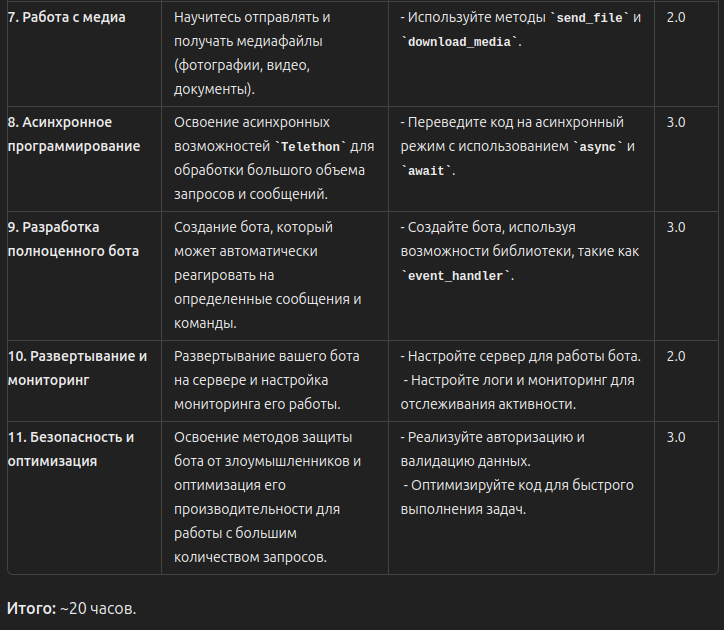 7. Работа с медиа
Научитесь отправлять и
получать медиафайлы
(фотографии, видео,
документы).
- Используйте методы `send_file` и
`download_media`.
2.0
8. Асинхронное
программирование
Освоение асинхронных
возможностей `Telethon` для
обработки большого объема
запросов и сообщений.
- Переведите код на асинхронный
режим с использованием `async` и
`await`.
3.0
9. Разработка
полноценного бота
Создание бота, который
может автоматически
реагировать на
определенные сообщения и
команды.
- Создайте бота, используя
возможности библиотеки, такие как
`event_handler`.
3.0
10. Развертывание и
мониторинг
Развертывание вашего бота
на сервере и настройка
мониторинга его работы.
- Настройте сервер для работы бота.
- Настройте логи и мониторинг для
отслеживания активности.
2.0
11. Безопасность и
оптимизация
Освоение методов защиты
бота от злоумышленников и
оптимизация его
производительности для
работы с большим
количеством запросов.
- Реализуйте авторизацию и
валидацию данных.
- Оптимизируйте код для быстрого
выполнения задач.
3.0
Итого: ~20 часов.